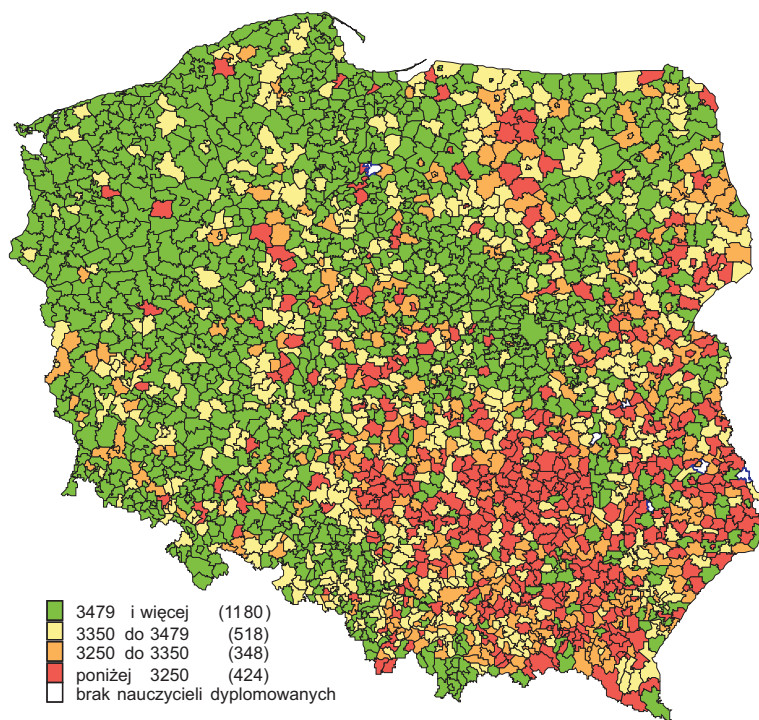 3479 i więcej (1180)
3350 do 3479 (518)
3250 do 3350 (348)
poniżej 3250 (424)
brak nauczycieli dyplomowanych